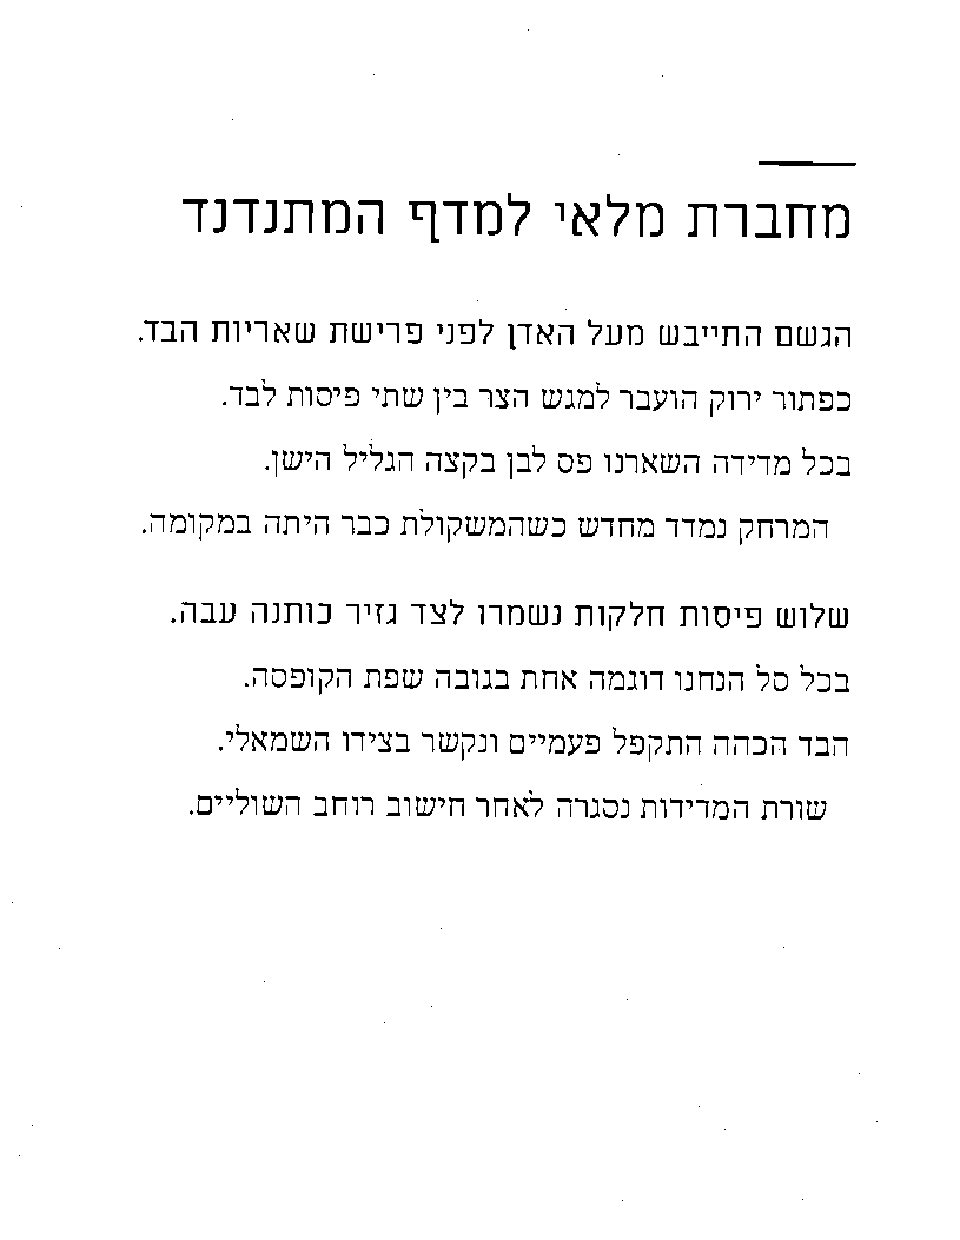 מחברת מלאי למדף המתנדנד
הגשם התייבש מעל האדן לפני פרישת שאריות הבד.
כפתור ירוק הועבר למגש הצר בין שתי פיסות לבד.
בכל מדידה השארנו פס לבן בקצה הגליל הישן.
המרחק נמדד מחדש כשהמשקולת כבר היתה במקומה.
שלוש פיסות חלקות נשמרו לצד גזיר כותנה עבה.
בכל סל הנחנו דוגמה אחת בגובה שפת הקופסה.
הבד הכהה התקפל פעמיים ונקשר בצידו השמאלי.
שורת המדידות נסגרה לאחר חישוב רוחב השוליים.